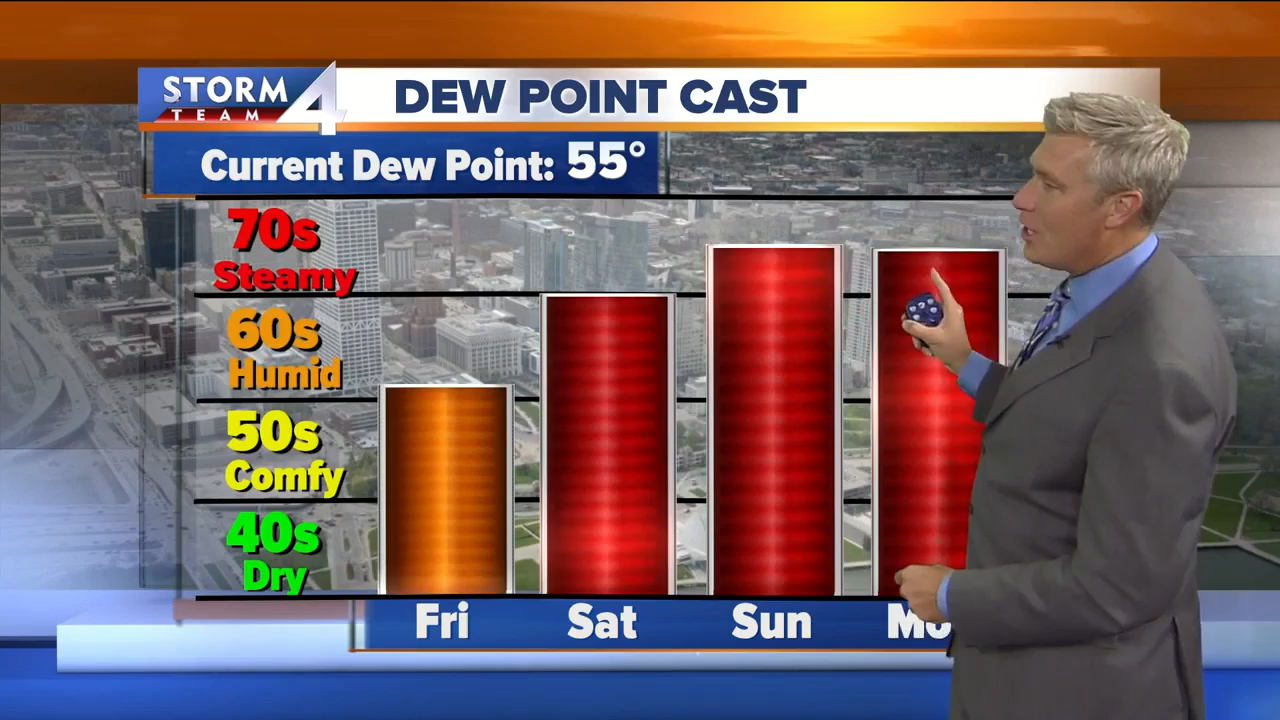 STORM
TEAM
4
DEW POINT CAST
Current Dew Point: 55°
70s
Steamy
60s
Humid
50s
Comfy
40s
Dry
Fri
Sat
Sun
Mo